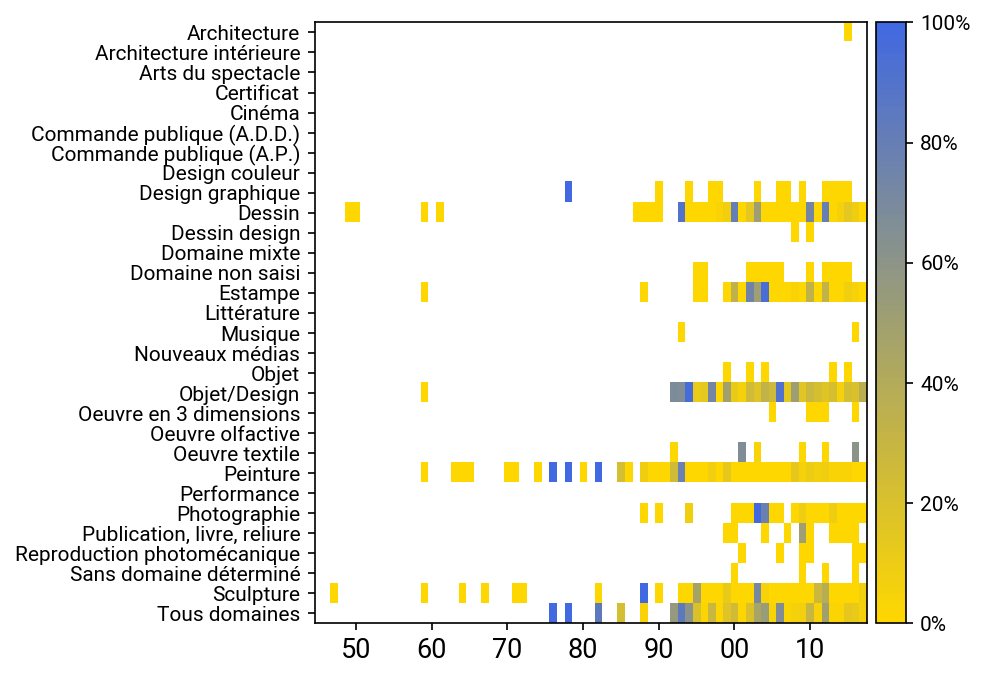 Architecture
Architecture intérieure
Arts du spectacle
Certificat
Cinéma
Commande publique (A.D.D.)
Commande publique (A.P.)
Design couleur
Design graphique
Dessin
Dessin design
Domaine mixte
Domaine non saisi
Estampe
Littérature
Musique
Nouveaux médias
Objet
Objet/Design
Oeuvre en 3 dimensions
Oeuvre olfactive
Oeuvre textile
Peinture
Performance
Photographie
Publication, livre, reliure
Reproduction photomécanique
Sans domaine déterminé
Sculpture
Tous domaines
50 60 70 80 90 00 10
100%
80%
60%
40%
20%
0%